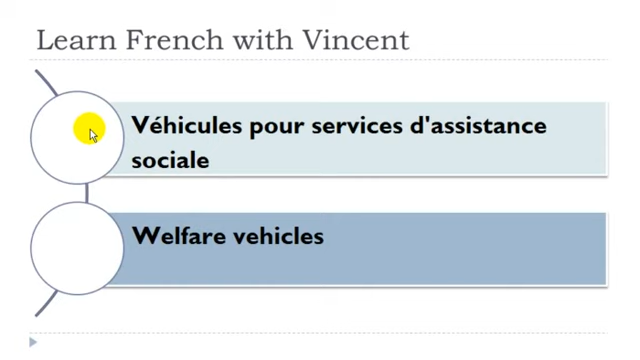 Learn French with Vincent
Véhicules pour services d'assistance
sociale
Welfare vehicles